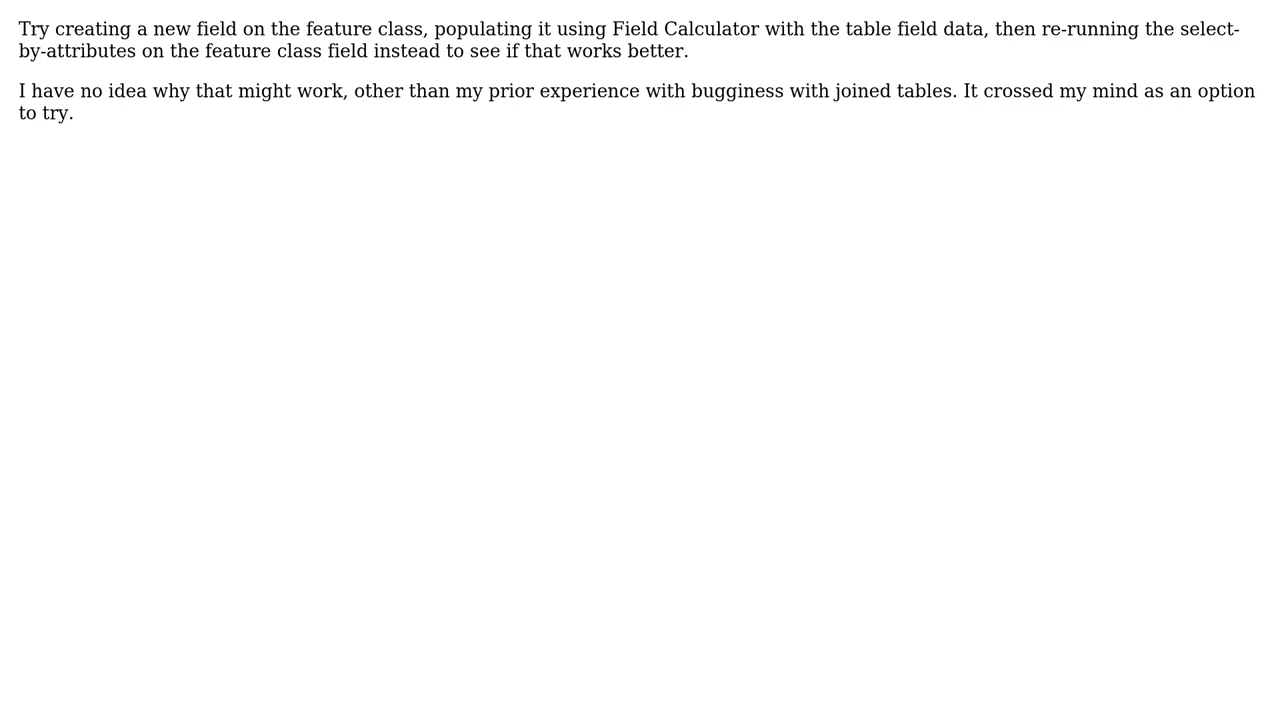 Try creating a new field on the feature class, populating it using Field Calculator with the table field data, then re-running the select-
by-attributes on the feature class field instead to see if that works better.
I have no idea why that might work, other than my prior experience with bugginess with joined tables. It crossed my mind as an option
to try.